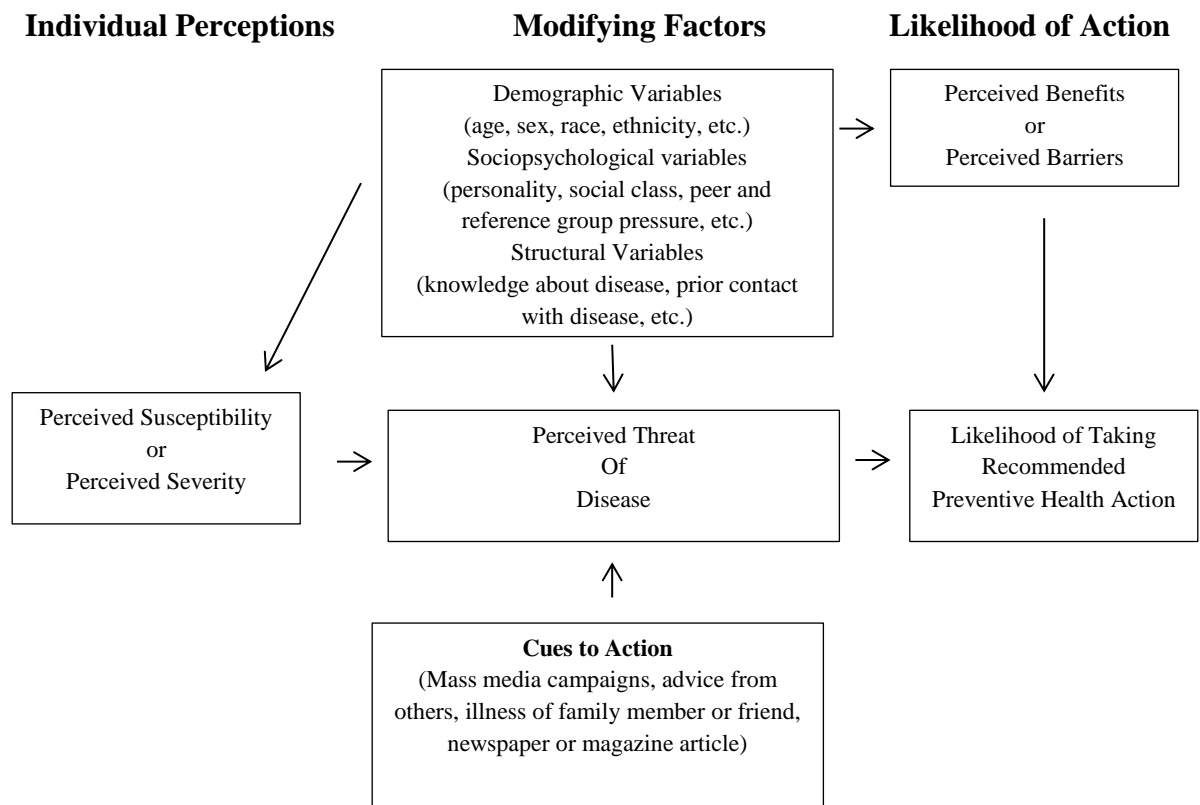 Individual Perceptions
Modifying Factors
Likelihood of Action
Demographic Variables
(age, sex, race, ethnicity, etc.)
Sociopsychological variables
(personality, social class, peer and
reference group pressure, etc.)
Structural Variables
(knowledge about disease, prior contact
with disease, etc.)
Perceived Benefits
or
Perceived Barriers
Perceived Susceptibility
or
Perceived Severity
Perceived Threat
Of
Disease
Likelihood of Taking
Recommended
Preventive Health Action
Cues to Action
(Mass media campaigns, advice from
others, illness of family member or friend,
newspaper or magazine article)